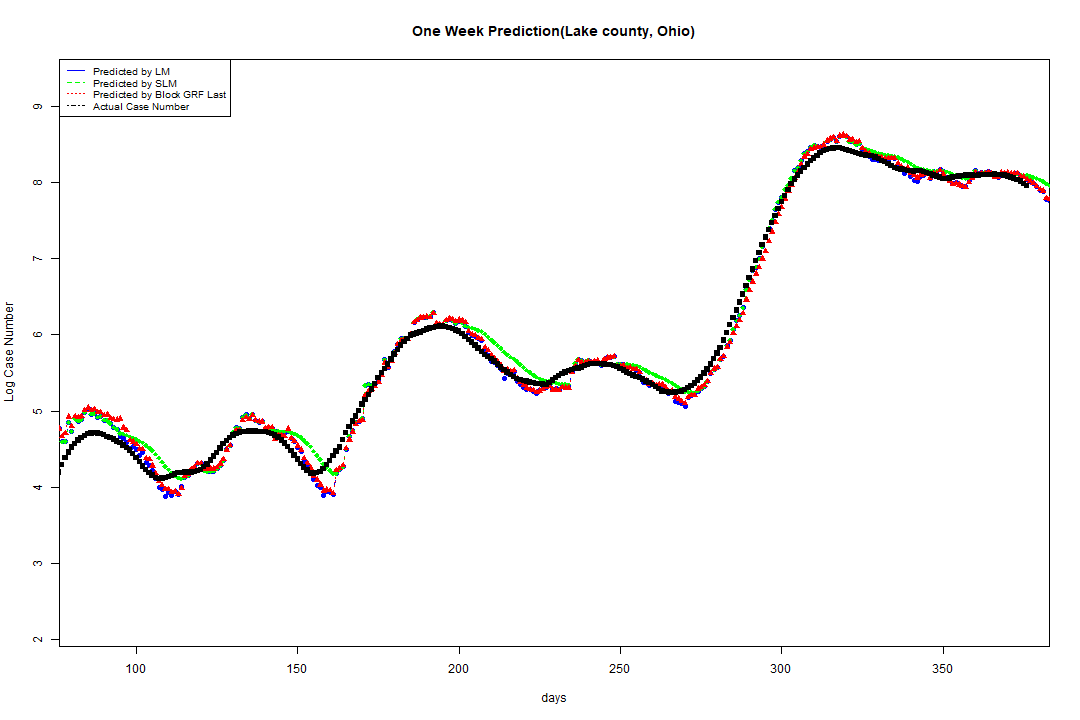 One Week Prediction(Lake county, Ohio)
Predicted by LM
Predicted by SLM
Predicted by Block GRF Last
Actual Case Number
Log Case Number
9
8
7
6
5
4
3
2
100 150 200 250 300 350
days